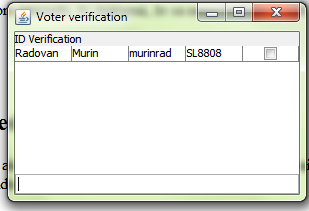 Voter verification
ID Verification
Radovan Murin murinrad SL8808